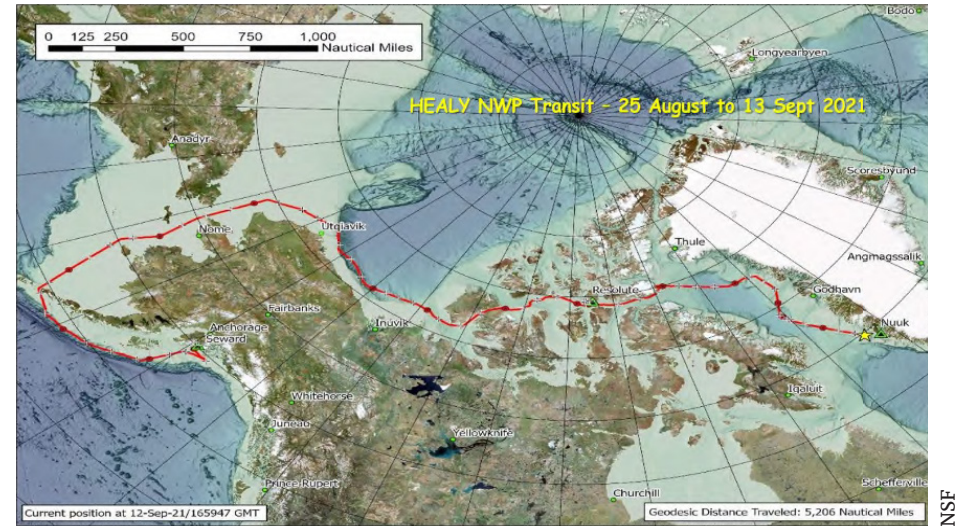 0 125 250 500 750 1,000
Nautical Miles
Bodo
Longyearbyen
HEALY NWP Transit – 25 August to 13 Sept 2021
Anadyr
Scoresbysund
Nome
Utqiavik
Thule
Angmagssalik
Resolute
Godhavn
Fairbanks
Inuvik
Nuuk
Anchorage
Seward
Whitehorse
Iqaluit
Juneau
Yellowknife
Prince Rupert
Churchill
Schefferville
Current position at 12-Sep-21/165947 GMT
Geodesic Distance Traveled: 5,206 Nautical Miles
NSF